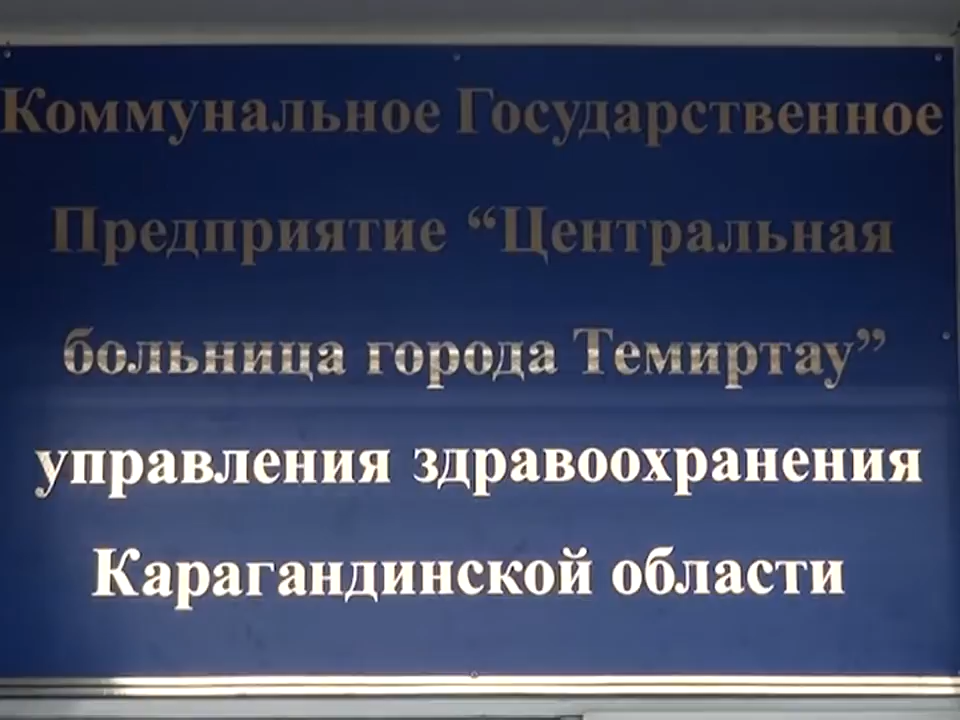 Коммунальное Государственное
Предприятие “Центральная
больница города Темиртау”
управления здравоохранения
Карагандинской области